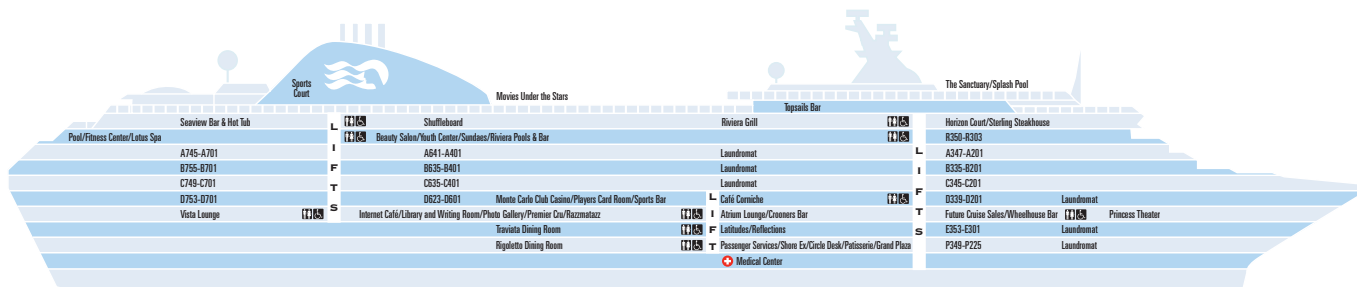 The Sanctuary/Splash Pool
Sports
Court
Movies Under the Stars
Topsails Bar
Seaview Bar & Hot Tub Shuffleboard Riviera Grill Horizon Court/Sterling Steakhouse
Pool/Fitness Center/Lotus Spa Beauty Salon/Youth Center/Sundaes/Riviera Pools & Bar R350-R303
A745-A701 A641-A401 Laundromat A347-A201
B755-B701 B635-B401 Laundromat B335-B201
C749-C701 C635-C401 Laundromat C345-C201
D753-D701 D623-D601 Monte Carlo Club Casino/Players Card Room/Sports Bar Café Corniche D339-D201 Laundromat
Vista Lounge Internet Café/Library and Writing Room/Photo Gallery/Premier Cru/Razzmatazz Atrium Lounge/Crooners Bar Future Cruise Sales/Wheelhouse Bar Princess Theater
Traviata Dining Room Latitudes/Reflections E353-E301 Laundromat
Rigoletto Dining Room Passenger Services/Shore Ex/Circle Desk/Patisserie/Grand Plaza P349-P225 Laundromat
Medical Center
LIFTS
LIFT
LIFTS